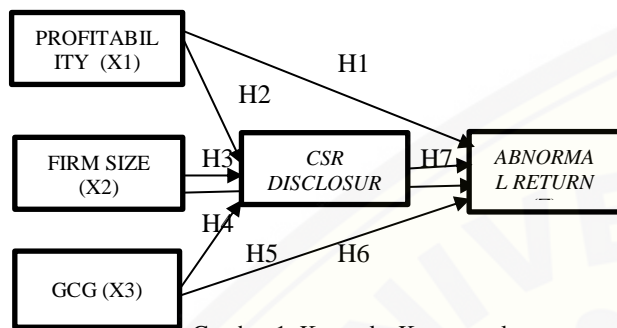 PROFITABIL
ITY (X1)
H1
H2
FIRM SIZE
(X2)
H3
CSR
DISCLOSUR
H7
ABNORMA
L RETURN
H4
H5
H6
GCG (X3)